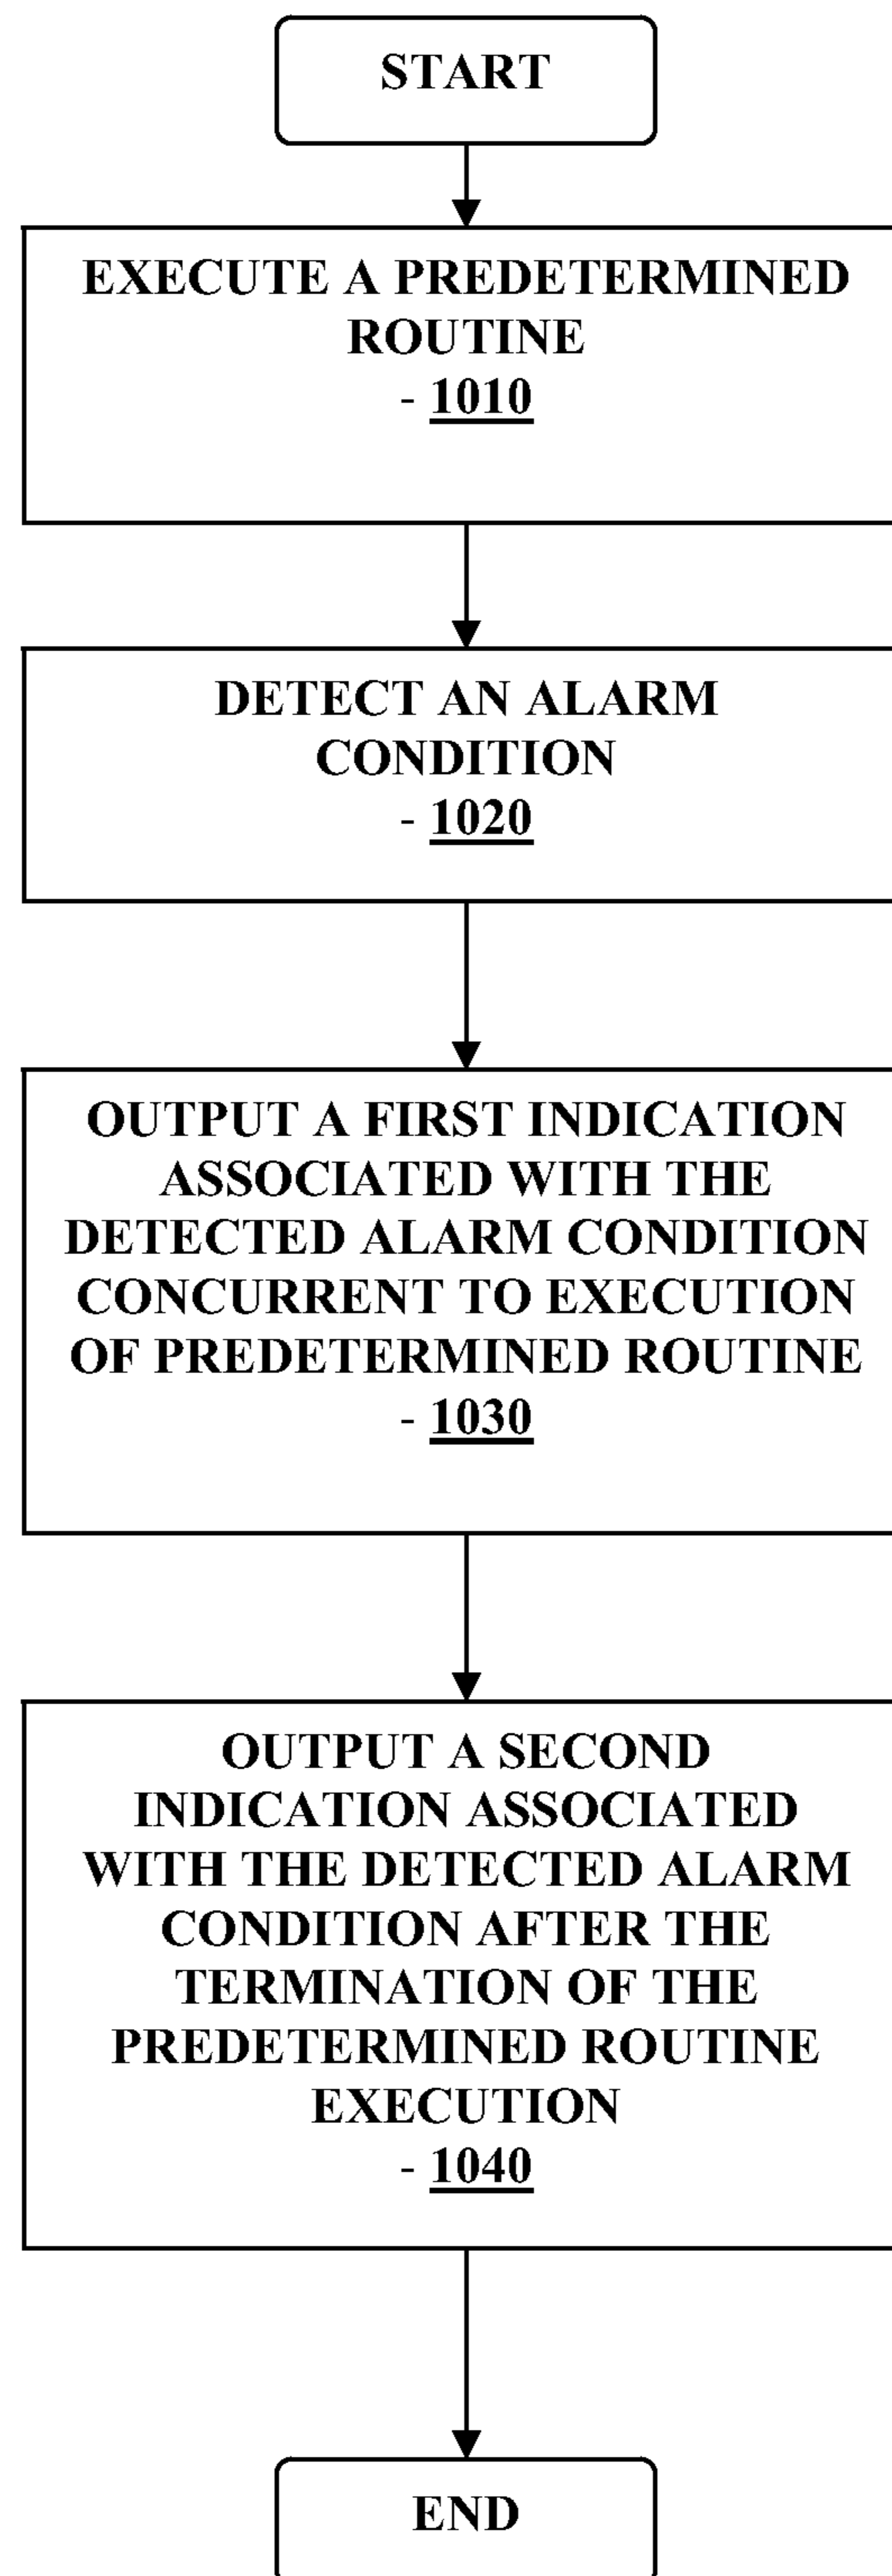 START
EXECUTE A PREDETERMINED
ROUTINE
- 1010
DETECT AN ALARM
CONDITION
- 1020
OUTPUT A FIRST INDICATION
ASSOCIATED WITH THE
DETECTED ALARM CONDITION
CONCURRENT TO EXECUTION
OF PREDETERMINED ROUTINE
- 1030
OUTPUT A SECOND
INDICATION ASSOCIATED
WITH THE DETECTED ALARM
CONDITION AFTER THE
TERMINATION OF THE
PREDETERMINED ROUTINE
EXECUTION
- 1040
END